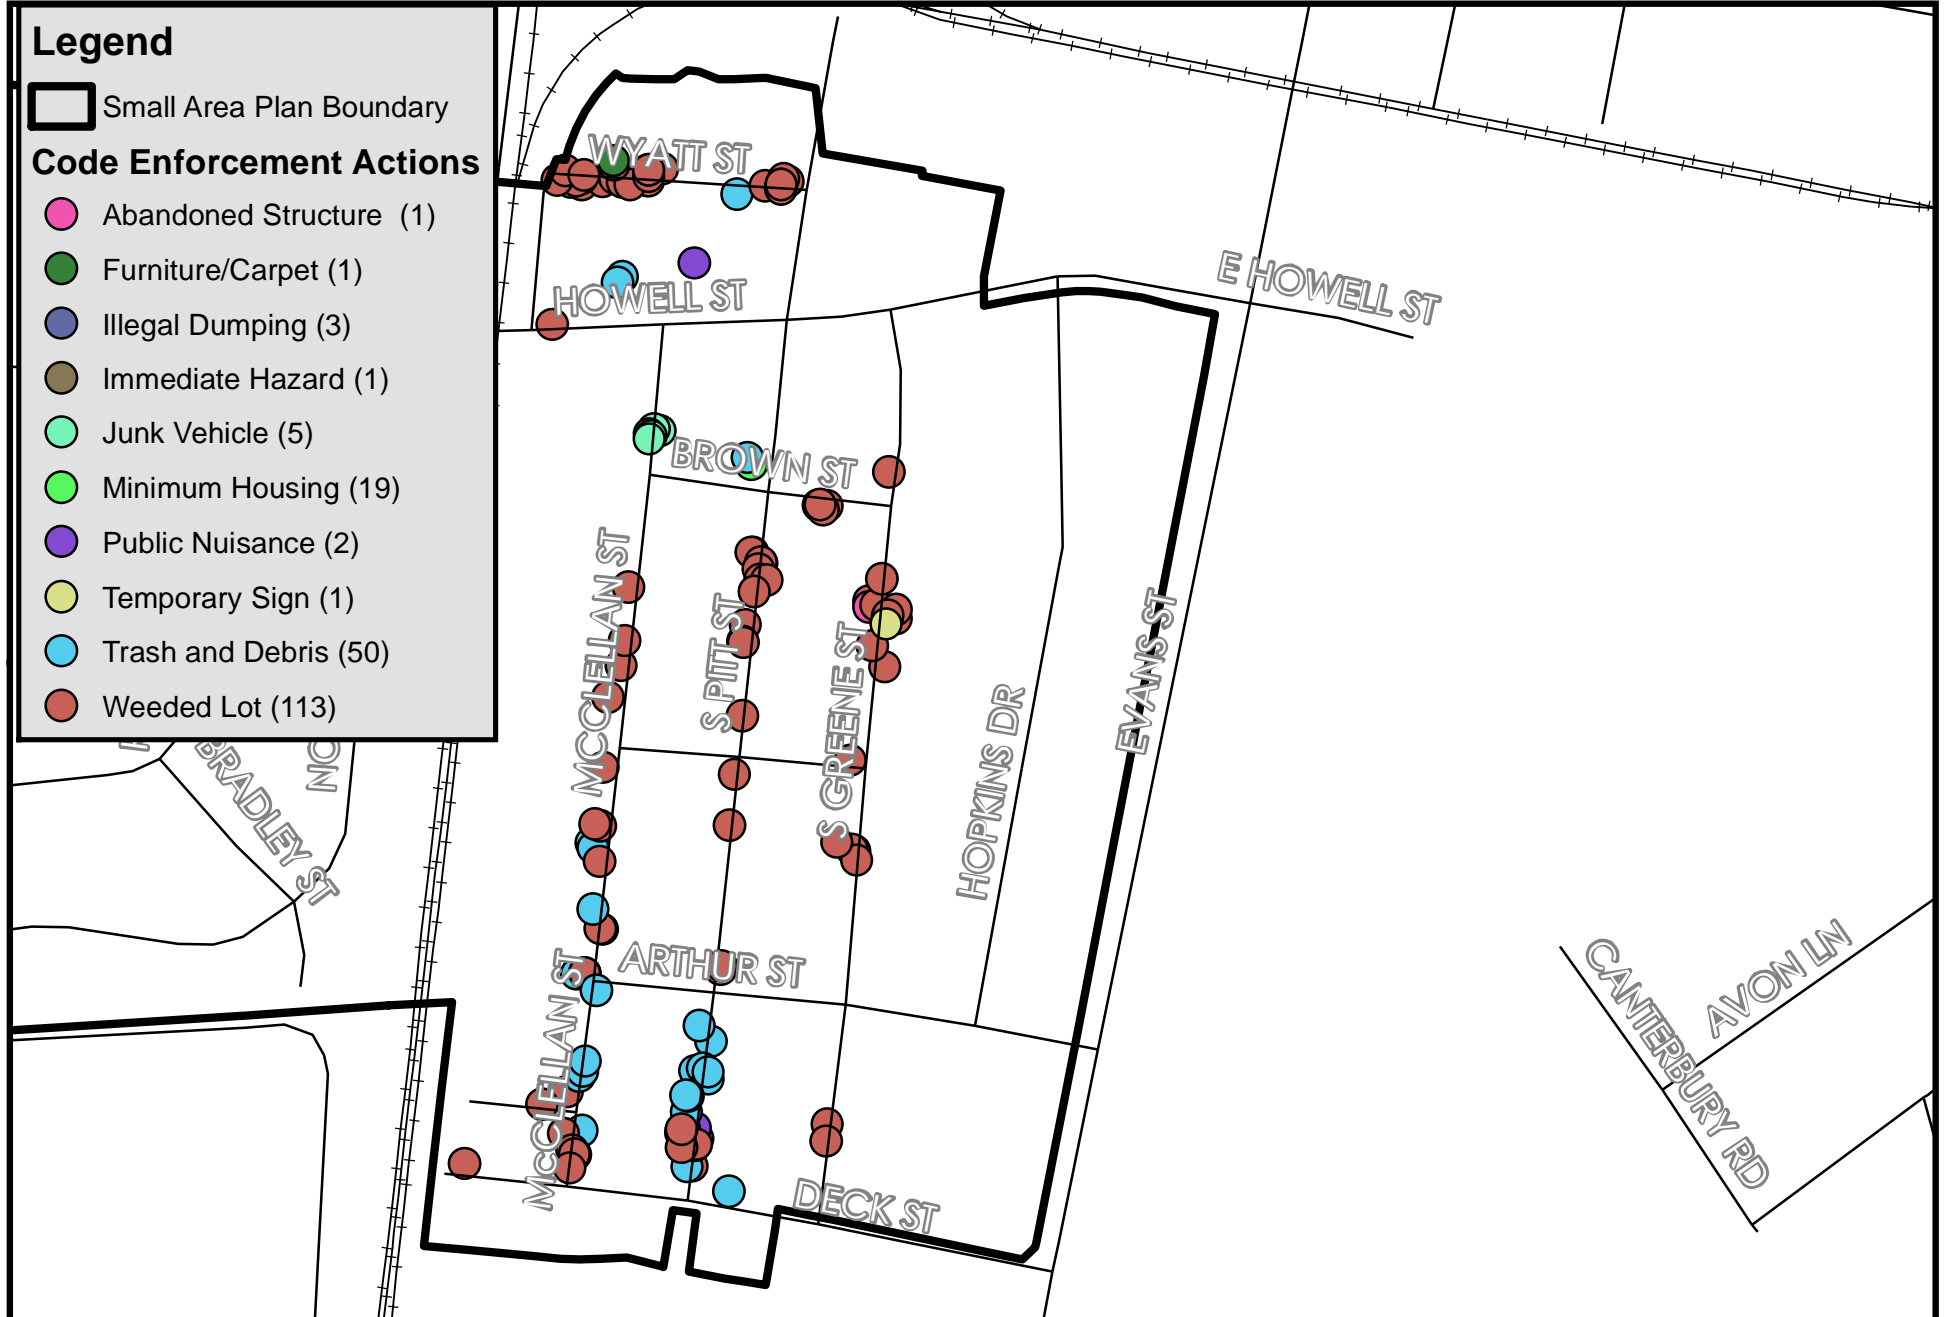 Legend
Small Area Plan Boundary
Code Enforcement Actions
Abandoned Structure (1)
Furniture/Carpet (1)
Illegal Dumping (3)
Immediate Hazard (1)
Junk Vehicle (5)
Minimum Housing (19)
Public Nuisance (2)
Temporary Sign (1)
Trash and Debris (50)
Weeded Lot (113)
WYATT ST
HOWELL ST
E HOWELL ST
BROWN ST
MCCLELLAN ST
S PITT ST
S GREENE ST
EVANS ST
HOPKINS DR
BRADLEY ST
NO
ARTHUR ST
McCLELLAN ST
DECK ST
AVON LN
CANTERBURY RD